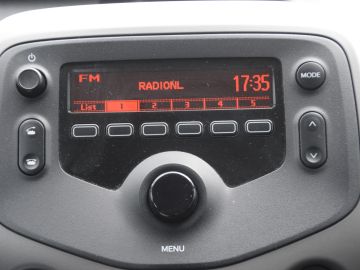 FM RADIONL 17:35
List 1 2 3 4 5
MODE
MENU